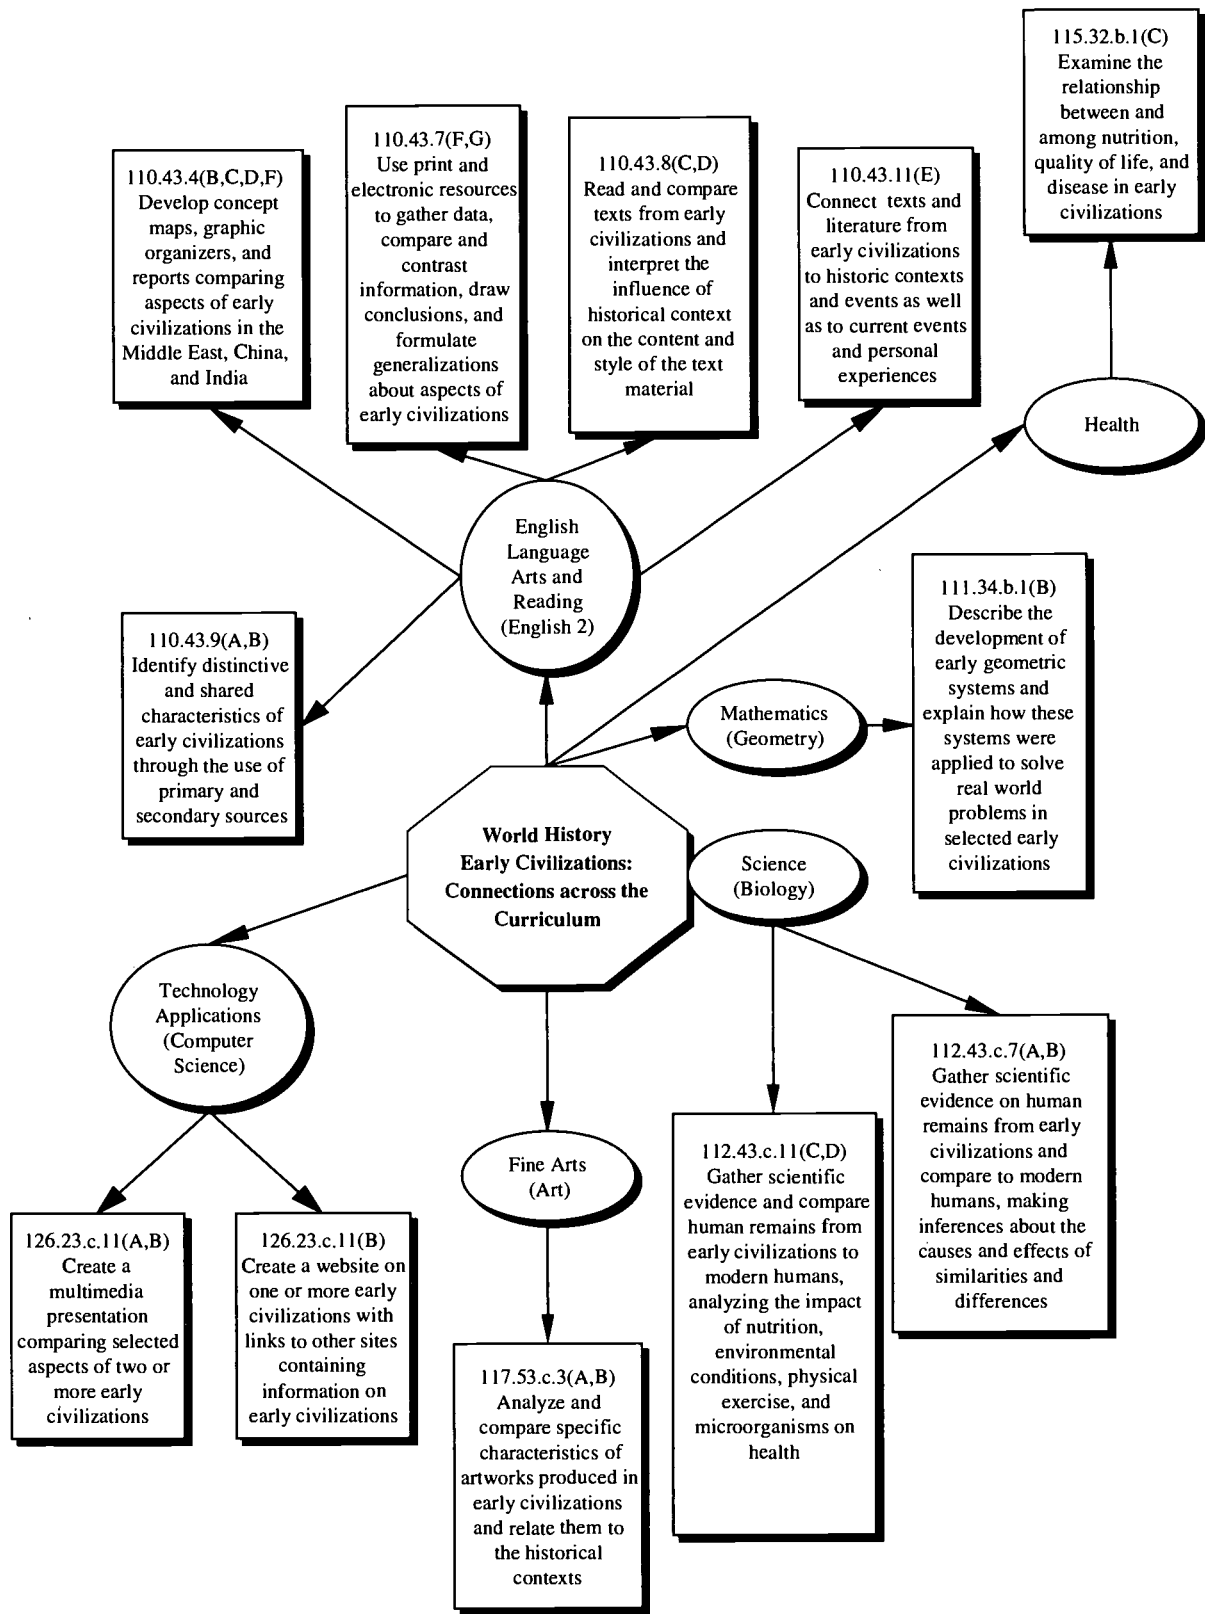 115.32.b.1(C)
Examine the
relationship
between and
among nutrition,
quality of life, and
disease in early
civilizations
110.43.4(B,C,D,F)
Develop concept
maps, graphic
organizers, and
reports comparing
aspects of early
civilizations in the
Middle East, China,
and India
110.43.7(F,G)
Use print and
electronic resources
to gather data,
compare and
contrast
information, draw
conclusions, and
formulate
generalizations
about aspects of
early civilizations
110.43.8(C,D)
Read and compare
texts from early
civilizations and
interpret the
influence of
historical context
on the content and
style of the text
material
110.43.11(E)
Connect texts and
literature from
early civilizations
to historic contexts
and events as well
as to current events
and personal
experiences
Health
English
Language
Arts and
Reading
(English 2)
110.43.9(A,B)
Identify distinctive
and shared
characteristics of
early civilizations
through the use of
primary and
secondary sources
Mathematics
(Geometry)
111.34.b.1(B)
Describe the
development of
early geometric
systems and
explain how these
systems were
applied to solve
real world
problems in
selected early
civilizations
World History
Early Civilizations:
Connections across the
Curriculum
Science
(Biology)
Technology
Applications
(Computer
Science)
Fine Arts
(Art)
112.43.c.11(C,D)
Gather scientific
evidence and compare
human remains from
early civilizations to
modern humans,
analyzing the impact
of nutrition,
environmental
conditions, physical
exercise, and
microorganisms on
health
112.43.c.7(A,B)
Gather scientific
evidence on human
remains from early
civilizations and
compare to modern
humans, making
inferences about the
causes and effects of
similarities and
differences
126.23.c.11(A,B)
Create a
multimedia
presentation
comparing selected
aspects of two or
more early
civilizations
126.23.c.11(B)
Create a website on
one or more early
civilizations with
links to other sites
containing
information on
early civilizations
117.53.c.3(A,B)
Analyze and
compare specific
characteristics of
artworks produced in
early civilizations
and relate them to
the historical
contexts